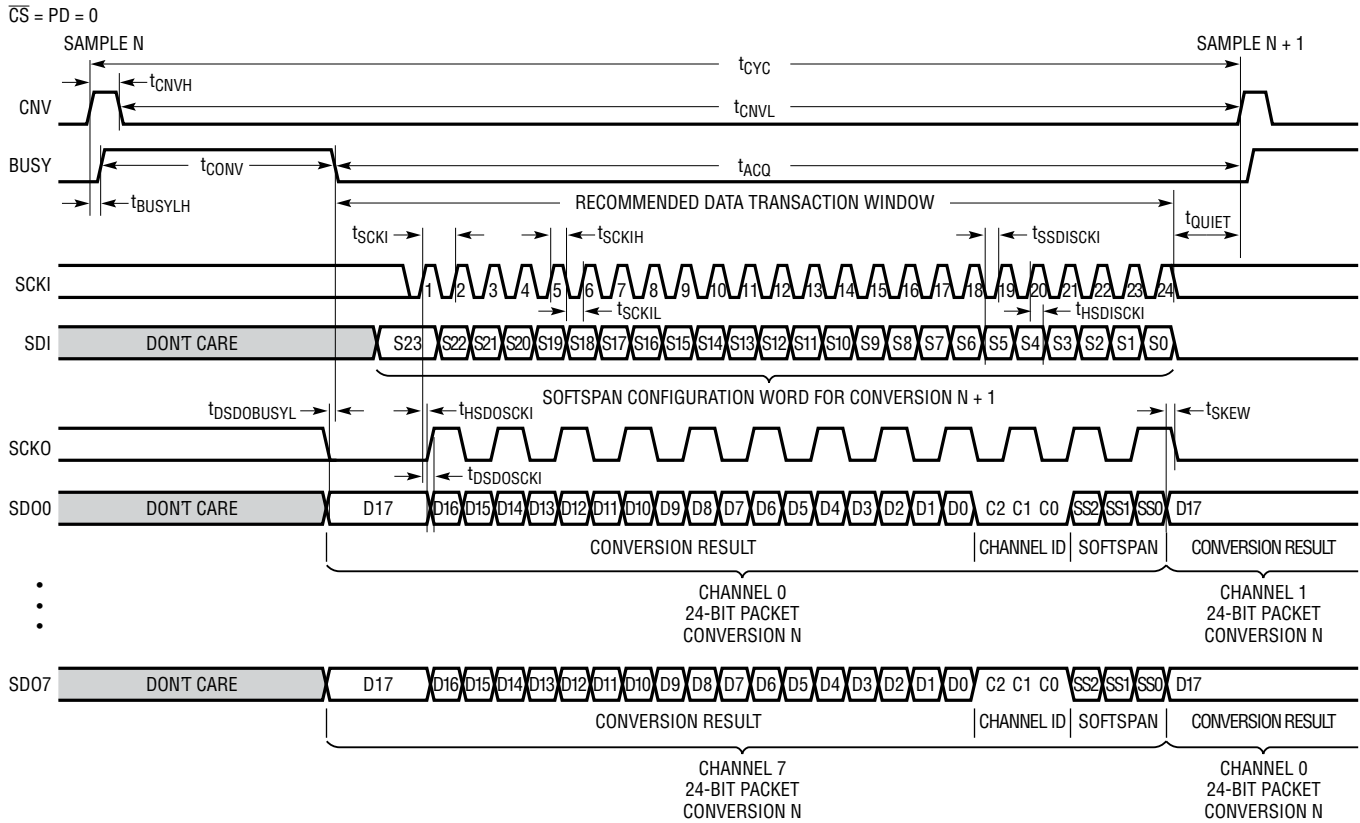 CS = PD = 0
SAMPLE N
SAMPLE N + 1
tCYC
tCNVH
CNV
tCNVL
BUSY
tCONV
tACQ
tBUSYLH
RECOMMENDED DATA TRANSACTION WINDOW
tSCKI
tSCKIH
tSSDISCKI
tQUIET
SCKI
1 2 3 4 5 6 7 8 9 10 11 12 13 14 15 16 17 18 19 20 21 22 23 24
tSCKIL
tHSDISCKI
SDI
DON'T CARE
S23 S22 S21 S20 S19 S18 S17 S16 S15 S14 S13 S12 S11 S10 S9 S8 S7 S6 S5 S4 S3 S2 S1 S0
SOFTSPAN CONFIGURATION WORD FOR CONVERSION N + 1
tDSDOBUSYL
tHSDOSCKI
tSKEW
SCKO
tDSDOSCKI
SDO0
DON'T CARE
D17 D16 D15 D14 D13 D12 D11 D10 D9 D8 D7 D6 D5 D4 D3 D2 D1 D0 C2 C1 C0 SS2 SS1 SS0 D17
CONVERSION RESULT
CHANNEL ID
SOFTSPAN
CONVERSION RESULT
CHANNEL 0
24-BIT PACKET
CONVERSION N
CHANNEL 1
24-BIT PACKET
CONVERSION N
SDO7
DON'T CARE
D17 D16 D15 D14 D13 D12 D11 D10 D9 D8 D7 D6 D5 D4 D3 D2 D1 D0 C2 C1 C0 SS2 SS1 SS0 D17
CONVERSION RESULT
CHANNEL ID
SOFTSPAN
CONVERSION RESULT
CHANNEL 7
24-BIT PACKET
CONVERSION N
CHANNEL 0
24-BIT PACKET
CONVERSION N